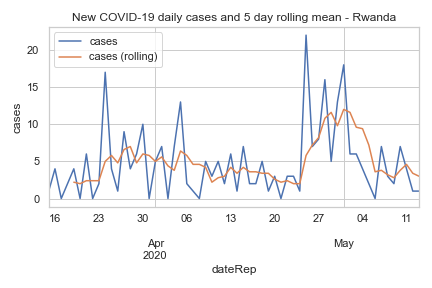 New COVID-19 daily cases and 5 day rolling mean - Rwanda
cases
cases (rolling)
cases
20
15
10
5
0
16 23 30 06 13 20 27 04 11
Apr May
2020
dateRep